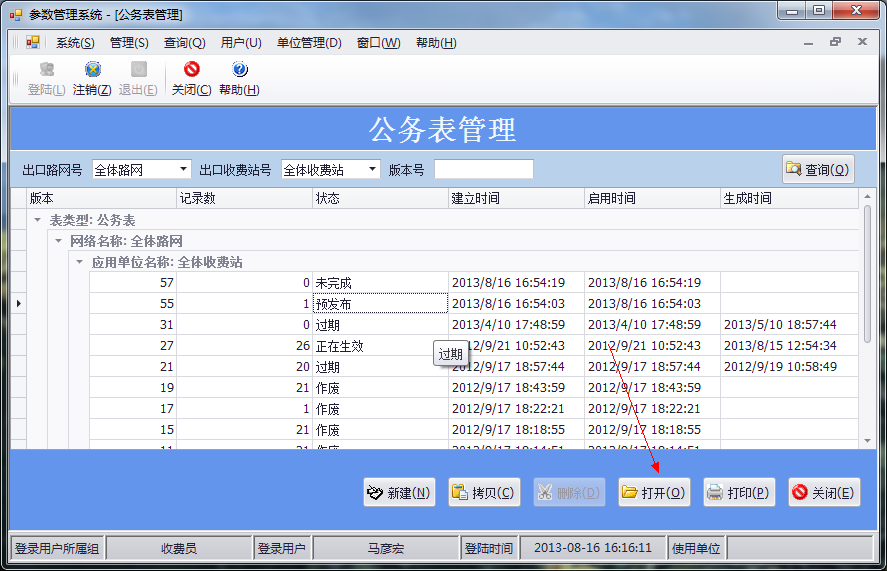 参数管理系统 - [公务表管理]
系统(S) 管理(S) 查询(Q) 用户(U) 单位管理(D) 窗口(W) 帮助(H)
登陆(L) 注销(Z) 退出(E) 关闭(C) 帮助(H)
公务表管理
出口路网号 全体路网 出口收费站号 全体收费站 版本号 查询(Q)
版本 记录数 状态 建立时间 启用时间 生成时间
表类型: 公务表
网络名称: 全体路网
应用单位名称: 全体收费站
57 0 未完成 2013/8/16 16:54:19 2013/8/16 16:54:19
55 1 预发布 2013/8/16 16:54:03 2013/8/16 16:54:03
31 0 过期 2013/4/10 17:48:59 2013/4/10 17:48:59 2013/5/10 18:57:44
27 26 正在生效 2012/9/21 10:52:43 2012/9/21 10:52:43 2013/8/15 12:54:34
过期
21 20 过期 2012/9/17 18:57:44 2012/9/17 18:57:44 2012/9/19 10:58:49
19 21 作废 2012/9/17 18:43:59 2012/9/17 18:43:59
17 1 作废 2012/9/17 18:22:21 2012/9/17 18:22:21
15 21 作废 2012/9/17 18:18:55 2012/9/17 18:18:55
新建(N) 拷贝(C) 删除(D) 打开(O) 打印(P) 关闭(E)
登录用户所属组 收费员 登录用户 马彦宏 登陆时间 2013-08-16 16:16:11 使用单位